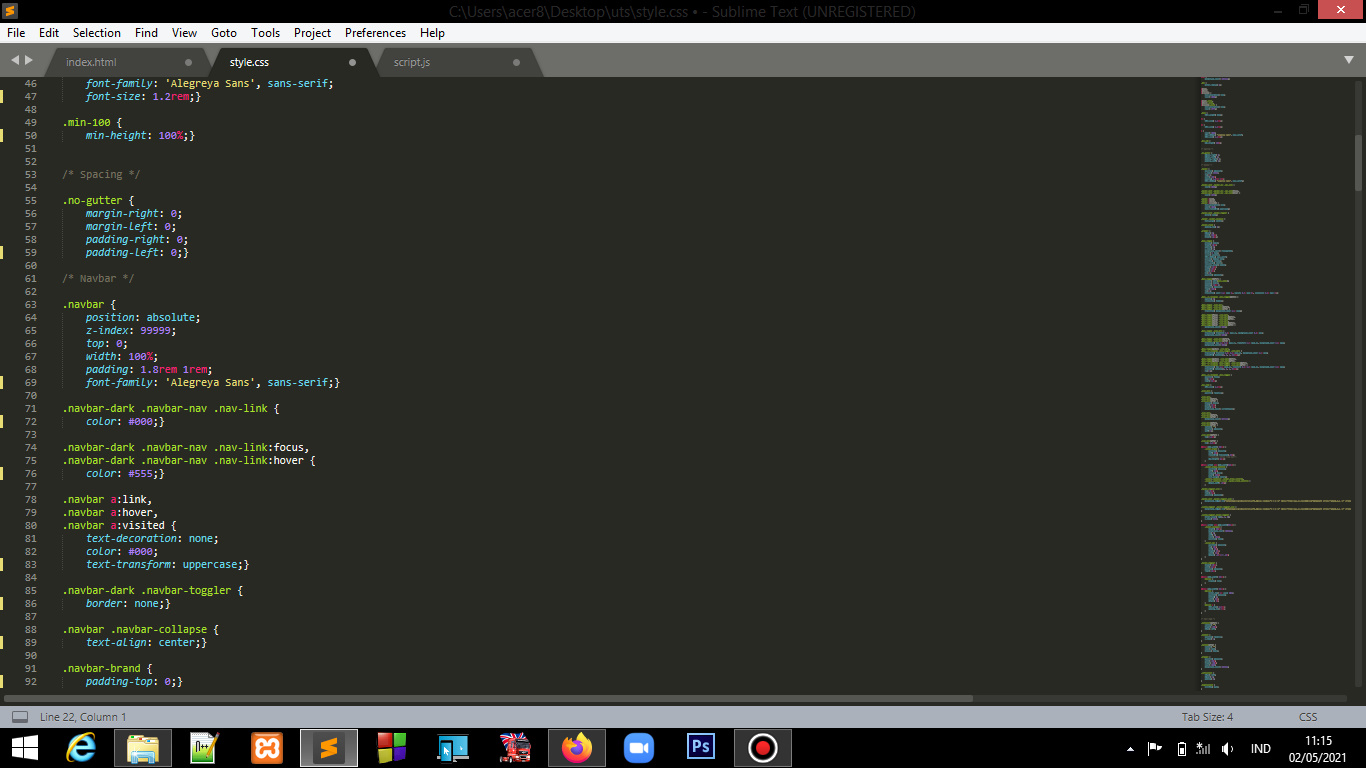 C:\Users\acer8\Desktop\uts\style.css • - Sublime Text (UNREGISTERED)
File Edit Selection Find View Goto Tools Project Preferences Help
index.html style.css script.js
46 font-family: 'Alegreya Sans', sans-serif;
47 font-size: 1.2rem;}
48
49 .min-100 {
50 min-height: 100%;}
51
52
53 /* Spacing */
54
55 .no-gutter {
56 margin-right: 0;
57 margin-left: 0;
58 padding-right: 0;
59 padding-left: 0;}
60
61 /* Navbar */
62
63 .navbar {
64 position: absolute;
65 z-index: 99999;
66 top: 0;
67 width: 100%;
68 padding: 1.8rem 1rem;
69 font-family: 'Alegreya Sans', sans-serif;}
70
71 .navbar-dark .navbar-nav .nav-link {
72 color: #000;}
73
74 .navbar-dark .navbar-nav .nav-link:focus,
75 .navbar-dark .navbar-nav .nav-link:hover {
76 color: #555;}
77
78 .navbar a:link,
79 .navbar a:hover,
80 .navbar a:visited {
81 text-decoration: none;
82 color: #000;
83 text-transform: uppercase;}
84
85 .navbar-dark .navbar-toggler {
86 border: none;}
87
88 .navbar .navbar-collapse {
89 text-align: center;}
90
91 .navbar-brand {
92 padding-top: 0;}
Line 22, Column 1 Tab Size: 4 CSS
Ps
IND
11:15
02/05/2021